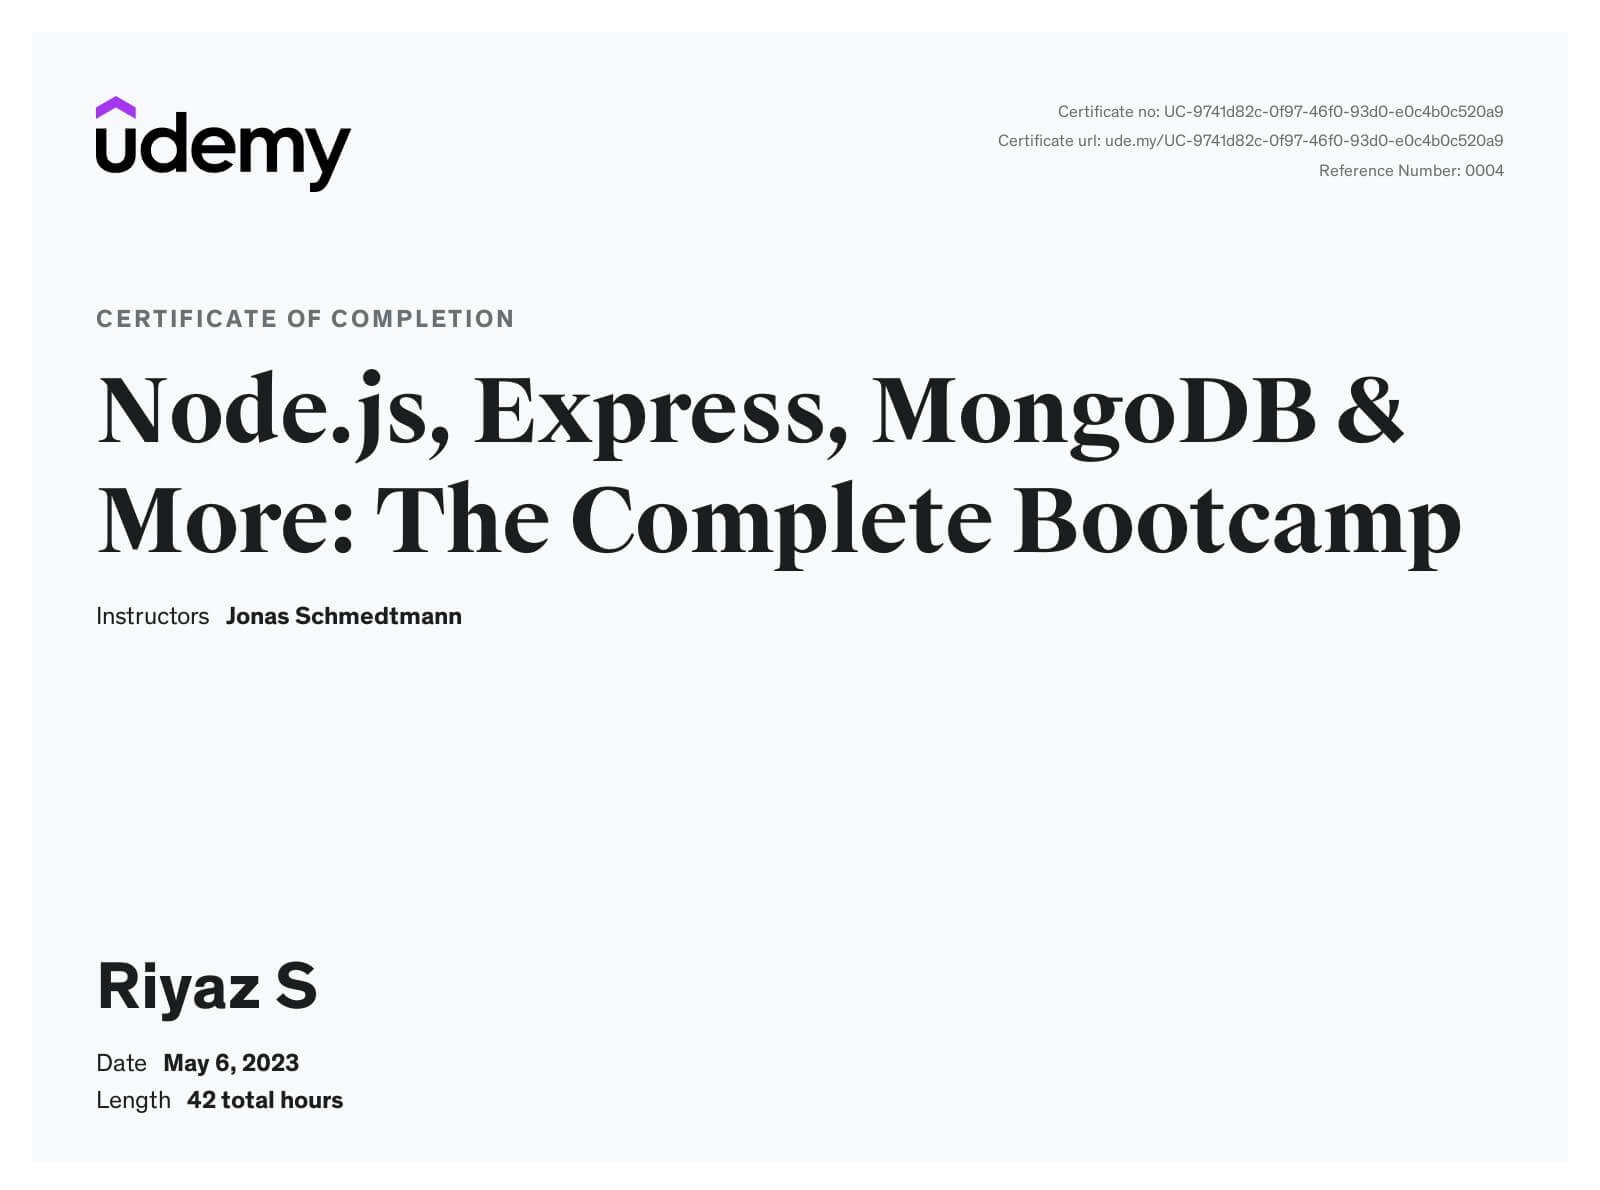 udemy
Certificate no: UC-9741d82c-0f97-46f0-93d0-e0c4b0c520a9
Certificate url: ude.my/UC-9741d82c-0f97-46f0-93d0-e0c4b0c520a9
Reference Number: 0004
CERTIFICATE OF COMPLETION
Node.js, Express, MongoDB &
More: The Complete Bootcamp
Instructors Jonas Schmedtmann
Riyaz S
Date May 6, 2023
Length 42 total hours